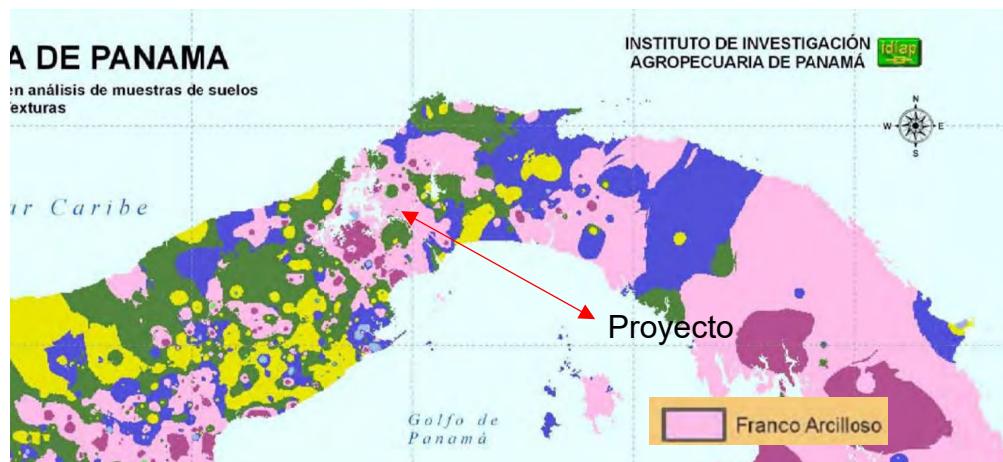 A DE PANAMA
en análisis de muestras de suelos
Texturas
INSTITUTO DE INVESTIGACIÓN
AGROPECUARIA DE PANAMÁ
idiap
N
W E
S
ar Caribe
Proyecto
Golfo de
Panamá
Franco Arcilloso